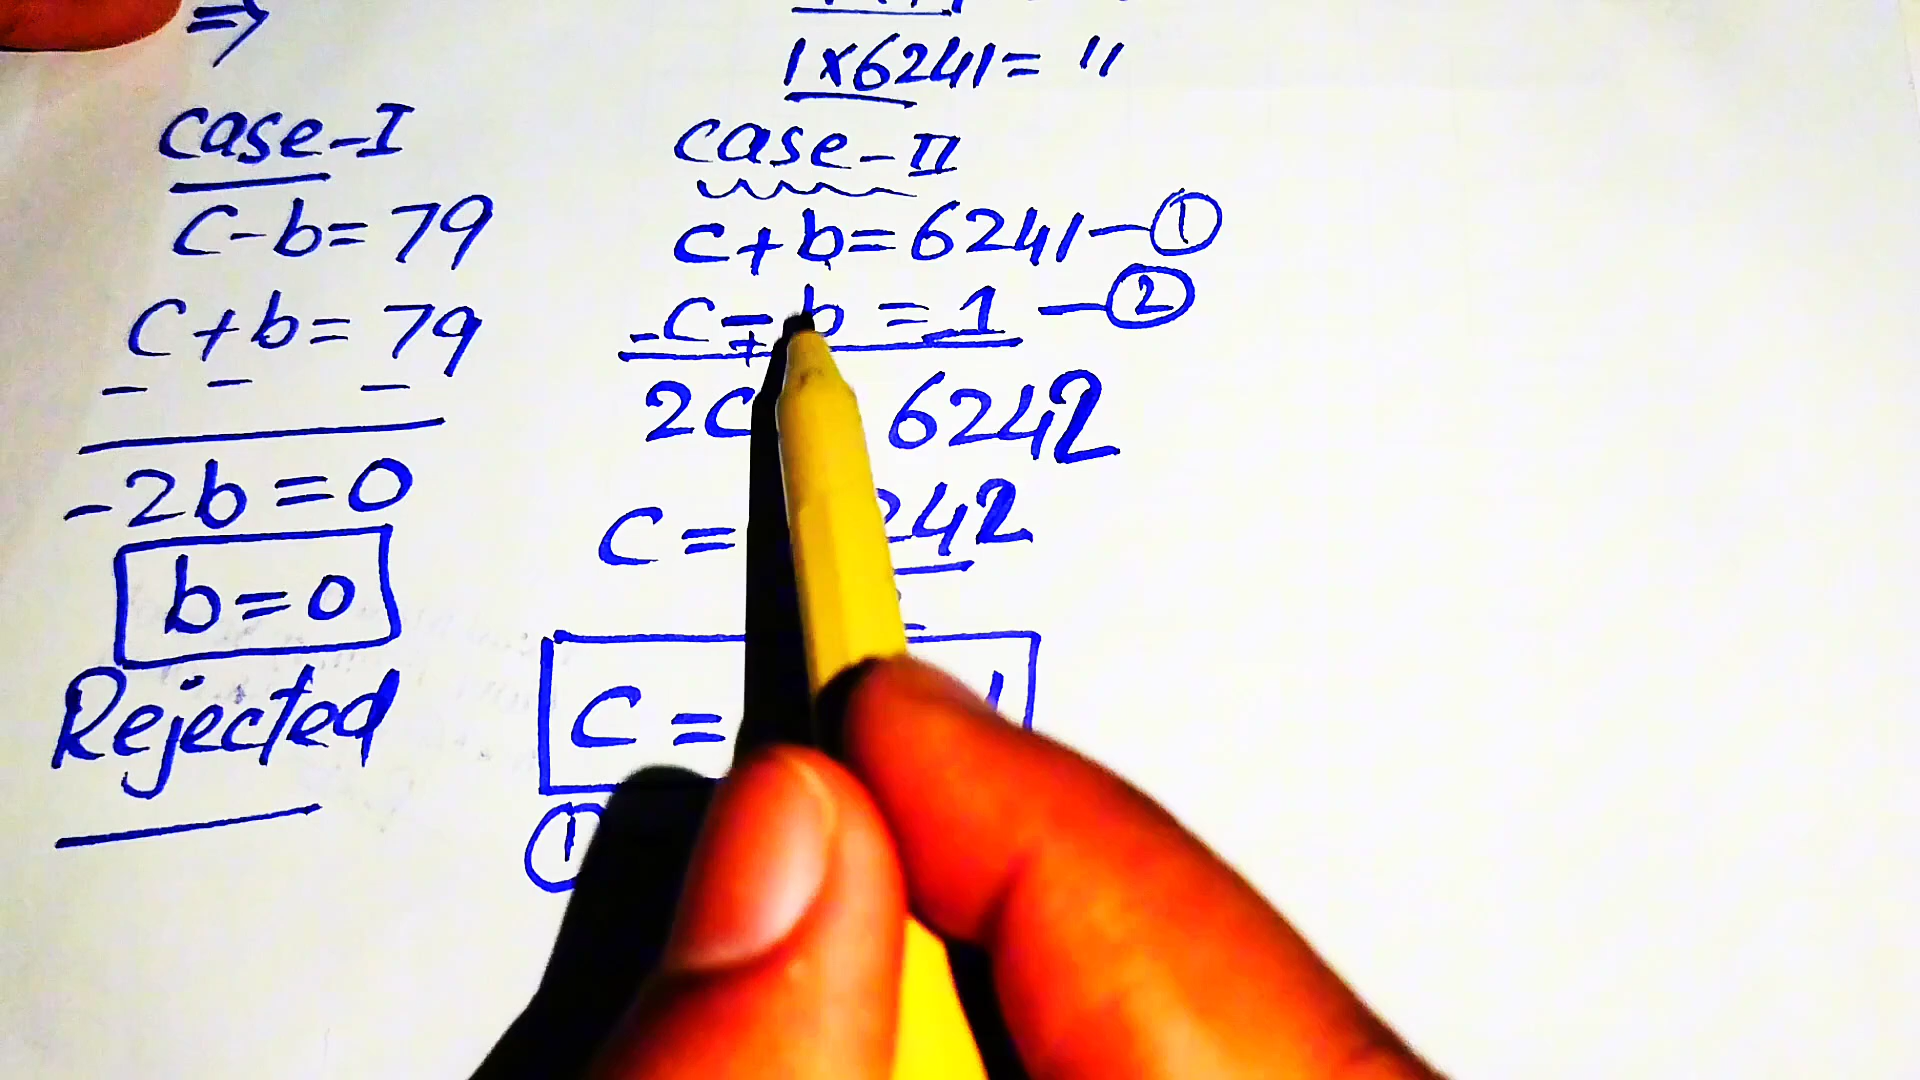 ⇒
1×6241= "
case-I
c-b=79
c+b=79
- - -
-2b=0
b=0
Rejected
case-II
c+b=6241-①
c-b=1-②
- +
2c 6242
c= 242
c= 1
①